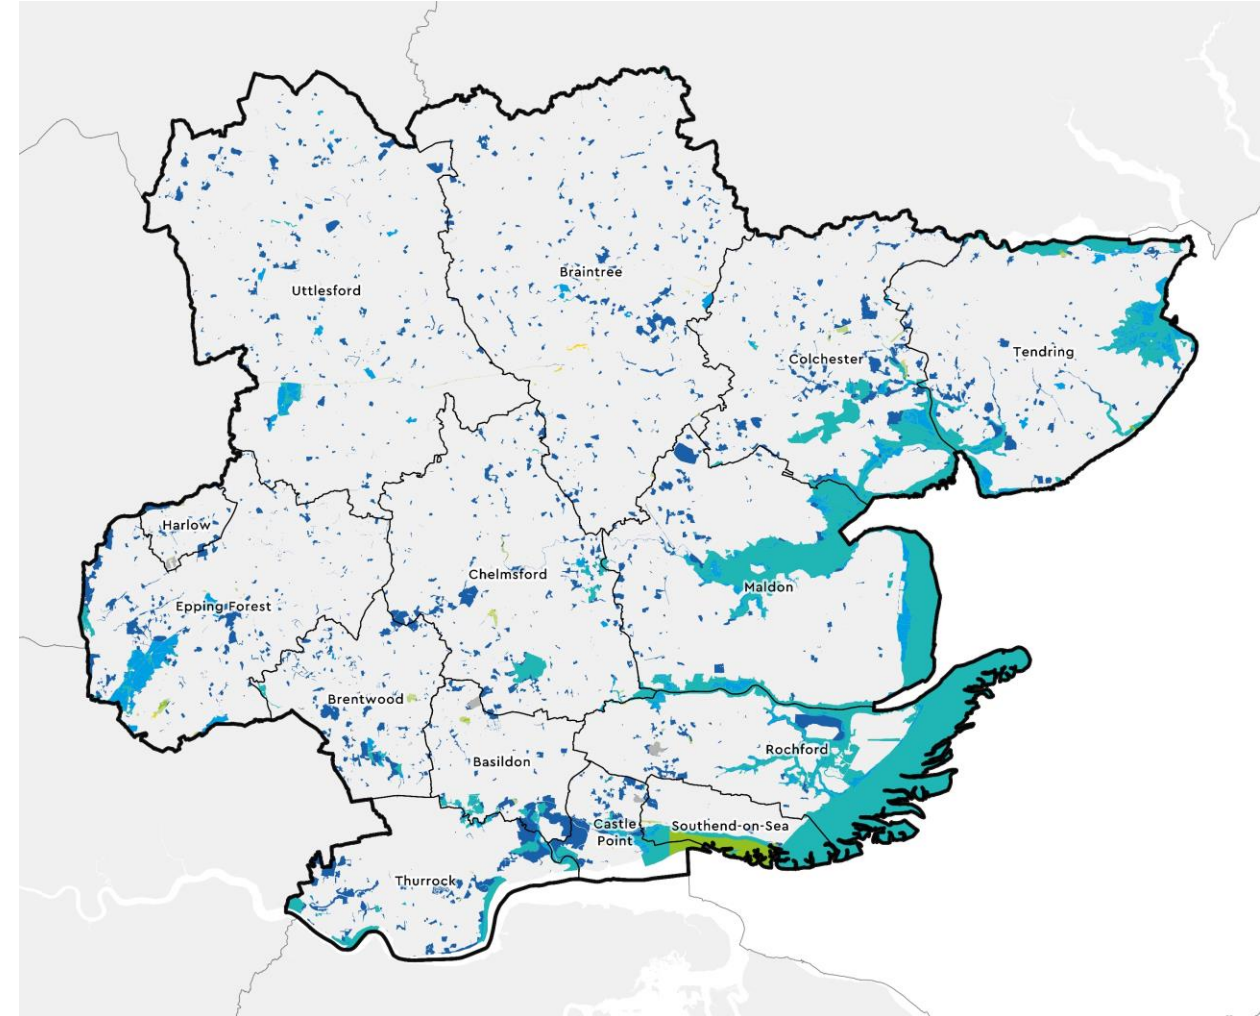 Braintree
Uttlesford
Colchester
Tendring
Harlow
Chelmsford
Maldon
Epping Forest
Brentwood
Rochford
Basildon
Castle
Point
Southend-on-Sea
Thurrock